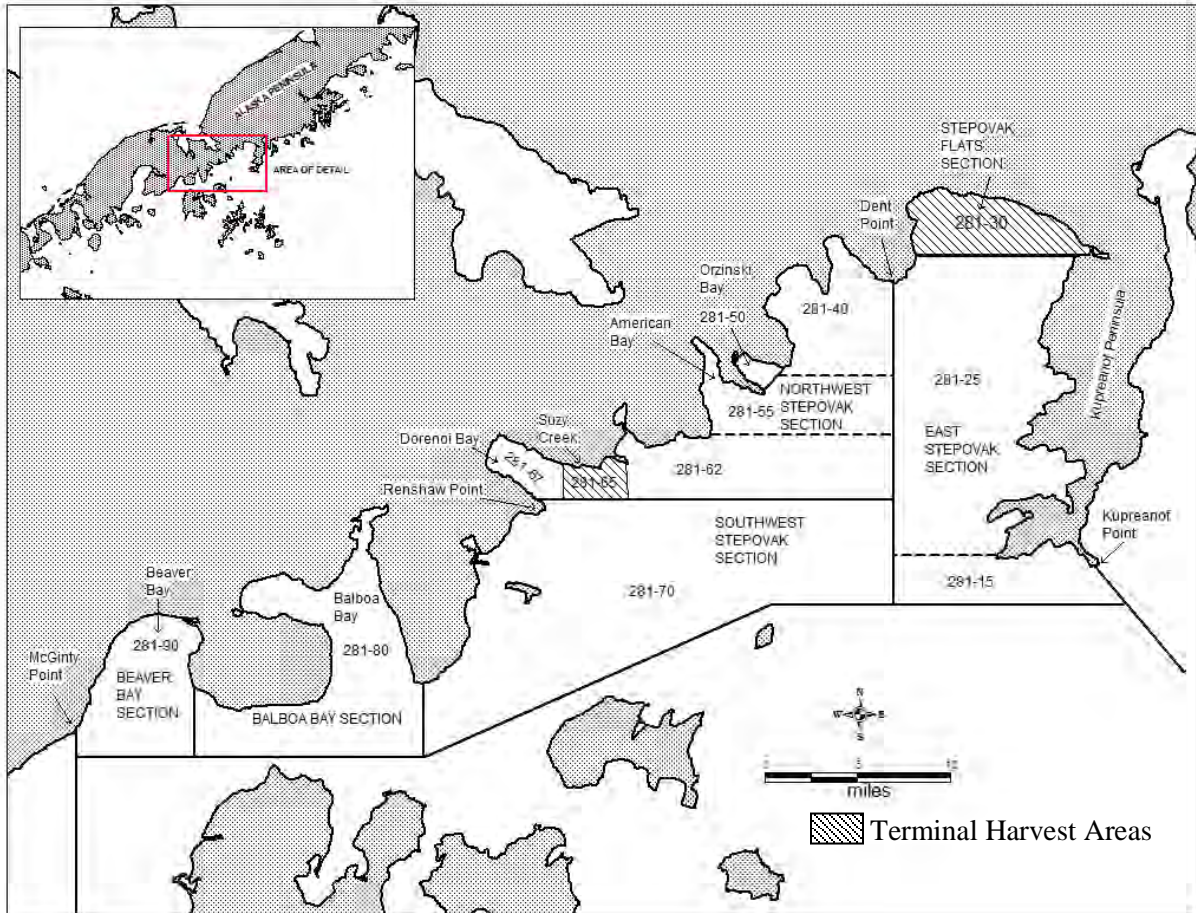 ALASKA PENINSULA
AREA OF DETAIL
STEPOVAK
FLATS
SECTION
281-30
Dent
Point
Orzinski
Bay
281-50
281-40
American
Bay
Kupreanof Peninsula
281-25
NORTHWEST
STEPOVAK
SECTION
281-55
Suzy
Creek
Dorenoi Bay
281-67
281-65
281-62
EAST
STEPOVAK
SECTION
Renshaw Point
SOUTHWEST
STEPOVAK
SECTION
Kupreanof
Point
281-15
281-70
Beaver
Bay
Balboa
Bay
281-90
281-80
McGinty
Point
BEAVER
BAY
SECTION
BALBOA BAY SECTION
N
W E
S
miles
Terminal Harvest Areas